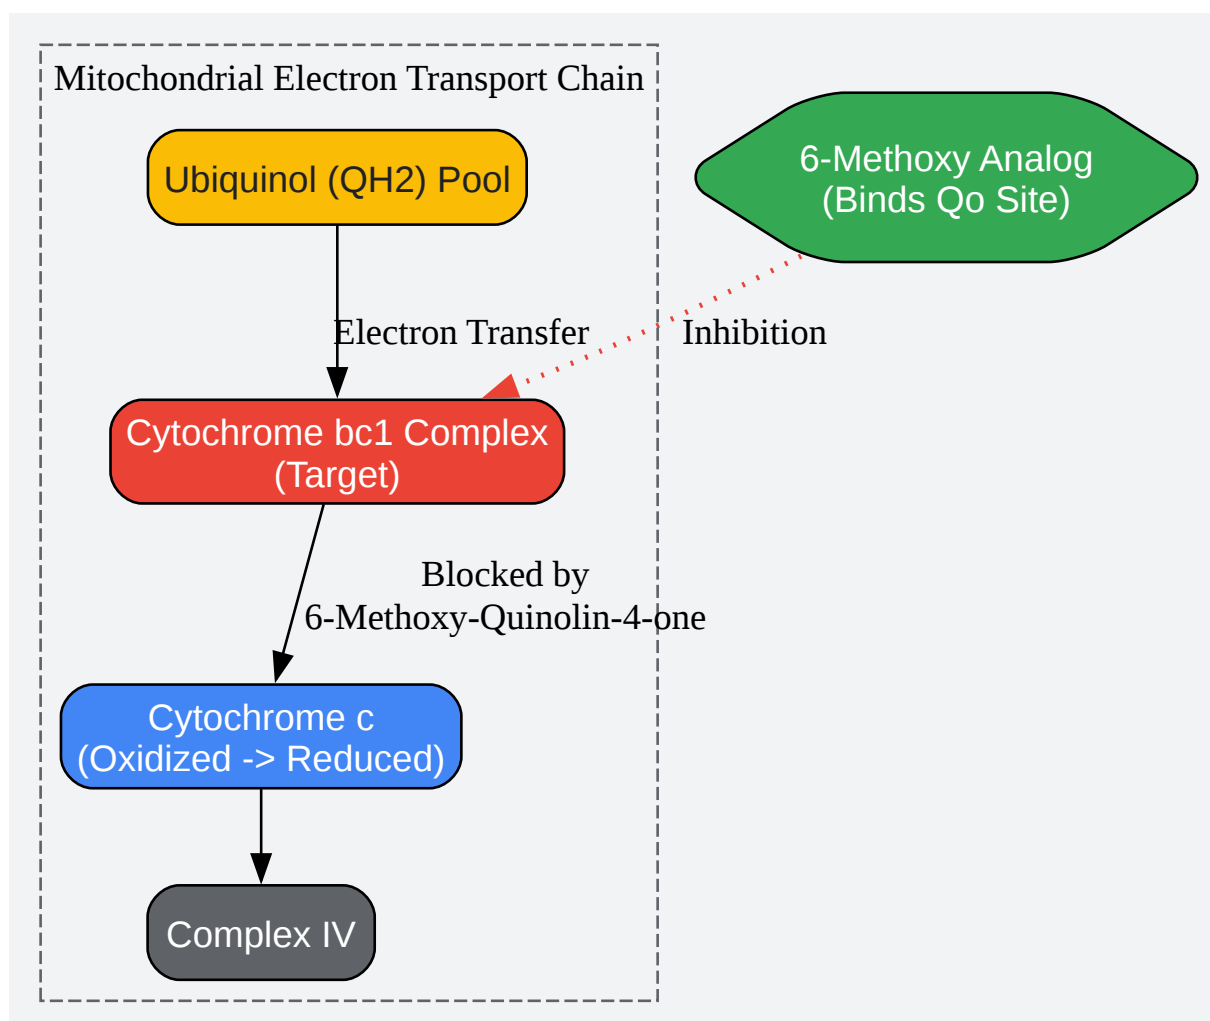 Mitochondrial Electron Transport Chain
Ubiquinol (QH2) Pool
6-Methoxy Analog
(Binds Qo Site)
Electron Transfer
Inhibition
Cytochrome bc1 Complex
(Target)
Blocked by
6-Methoxy-Quinolin-4-one
Cytochrome c
(Oxidized -> Reduced)
Complex IV